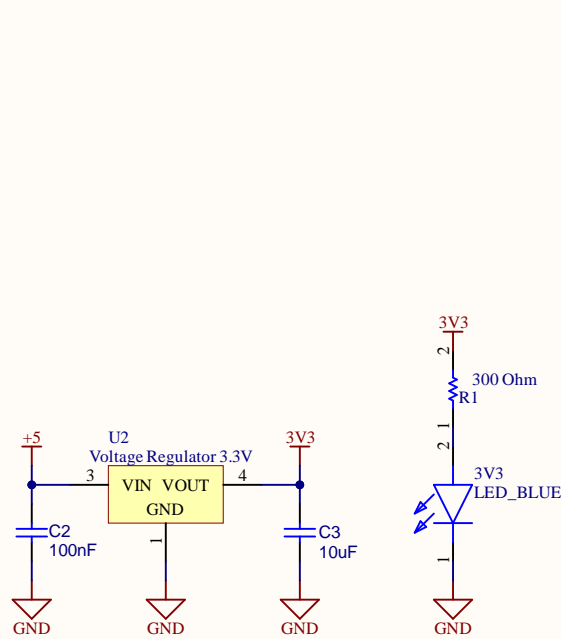 3V3
2
300 Ohm
R1
1
2
+5
U2
3V3
Voltage Regulator 3.3V
3
VIN VOUT
4
GND
3V3
LED_BLUE
C2
100nF
1
C3
10uF
1
GND
GND
GND
GND